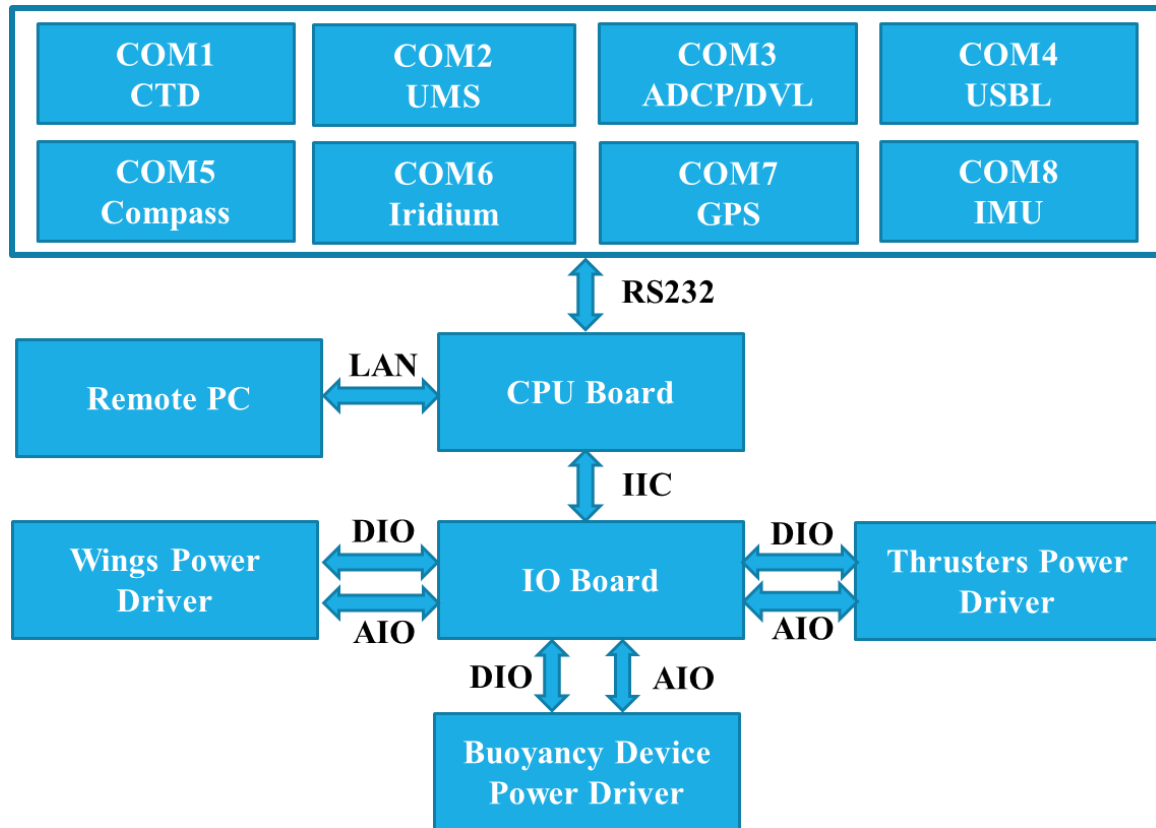 COM1
CTD
COM2
UMS
COM3
ADCP/DVL
COM4
USBL
COM5
Compass
COM6
Iridium
COM7
GPS
COM8
IMU
RS232
Remote PC
LAN
CPU Board
IIC
Wings Power
Driver
DIO
AIO
IO Board
DIO
AIO
Thrusters Power
Driver
DIO
AIO
Buoyancy Device
Power Driver